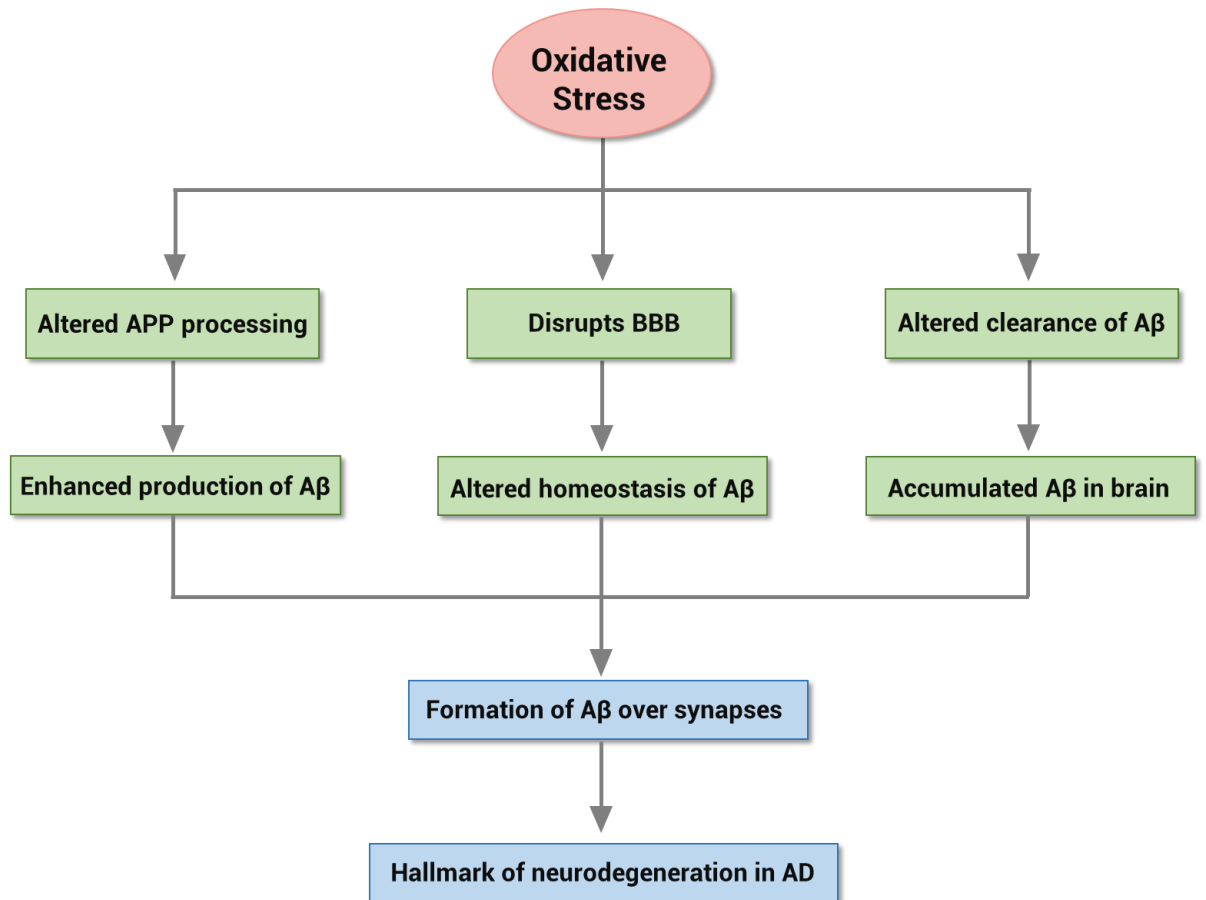 Oxidative
Stress
Altered APP processing
Disrupts BBB
Altered clearance of Aβ
Enhanced production of Aβ
Altered homeostasis of Aβ
Accumulated Aβ in brain
Formation of Aβ over synapses
Hallmark of neurodegeneration in AD